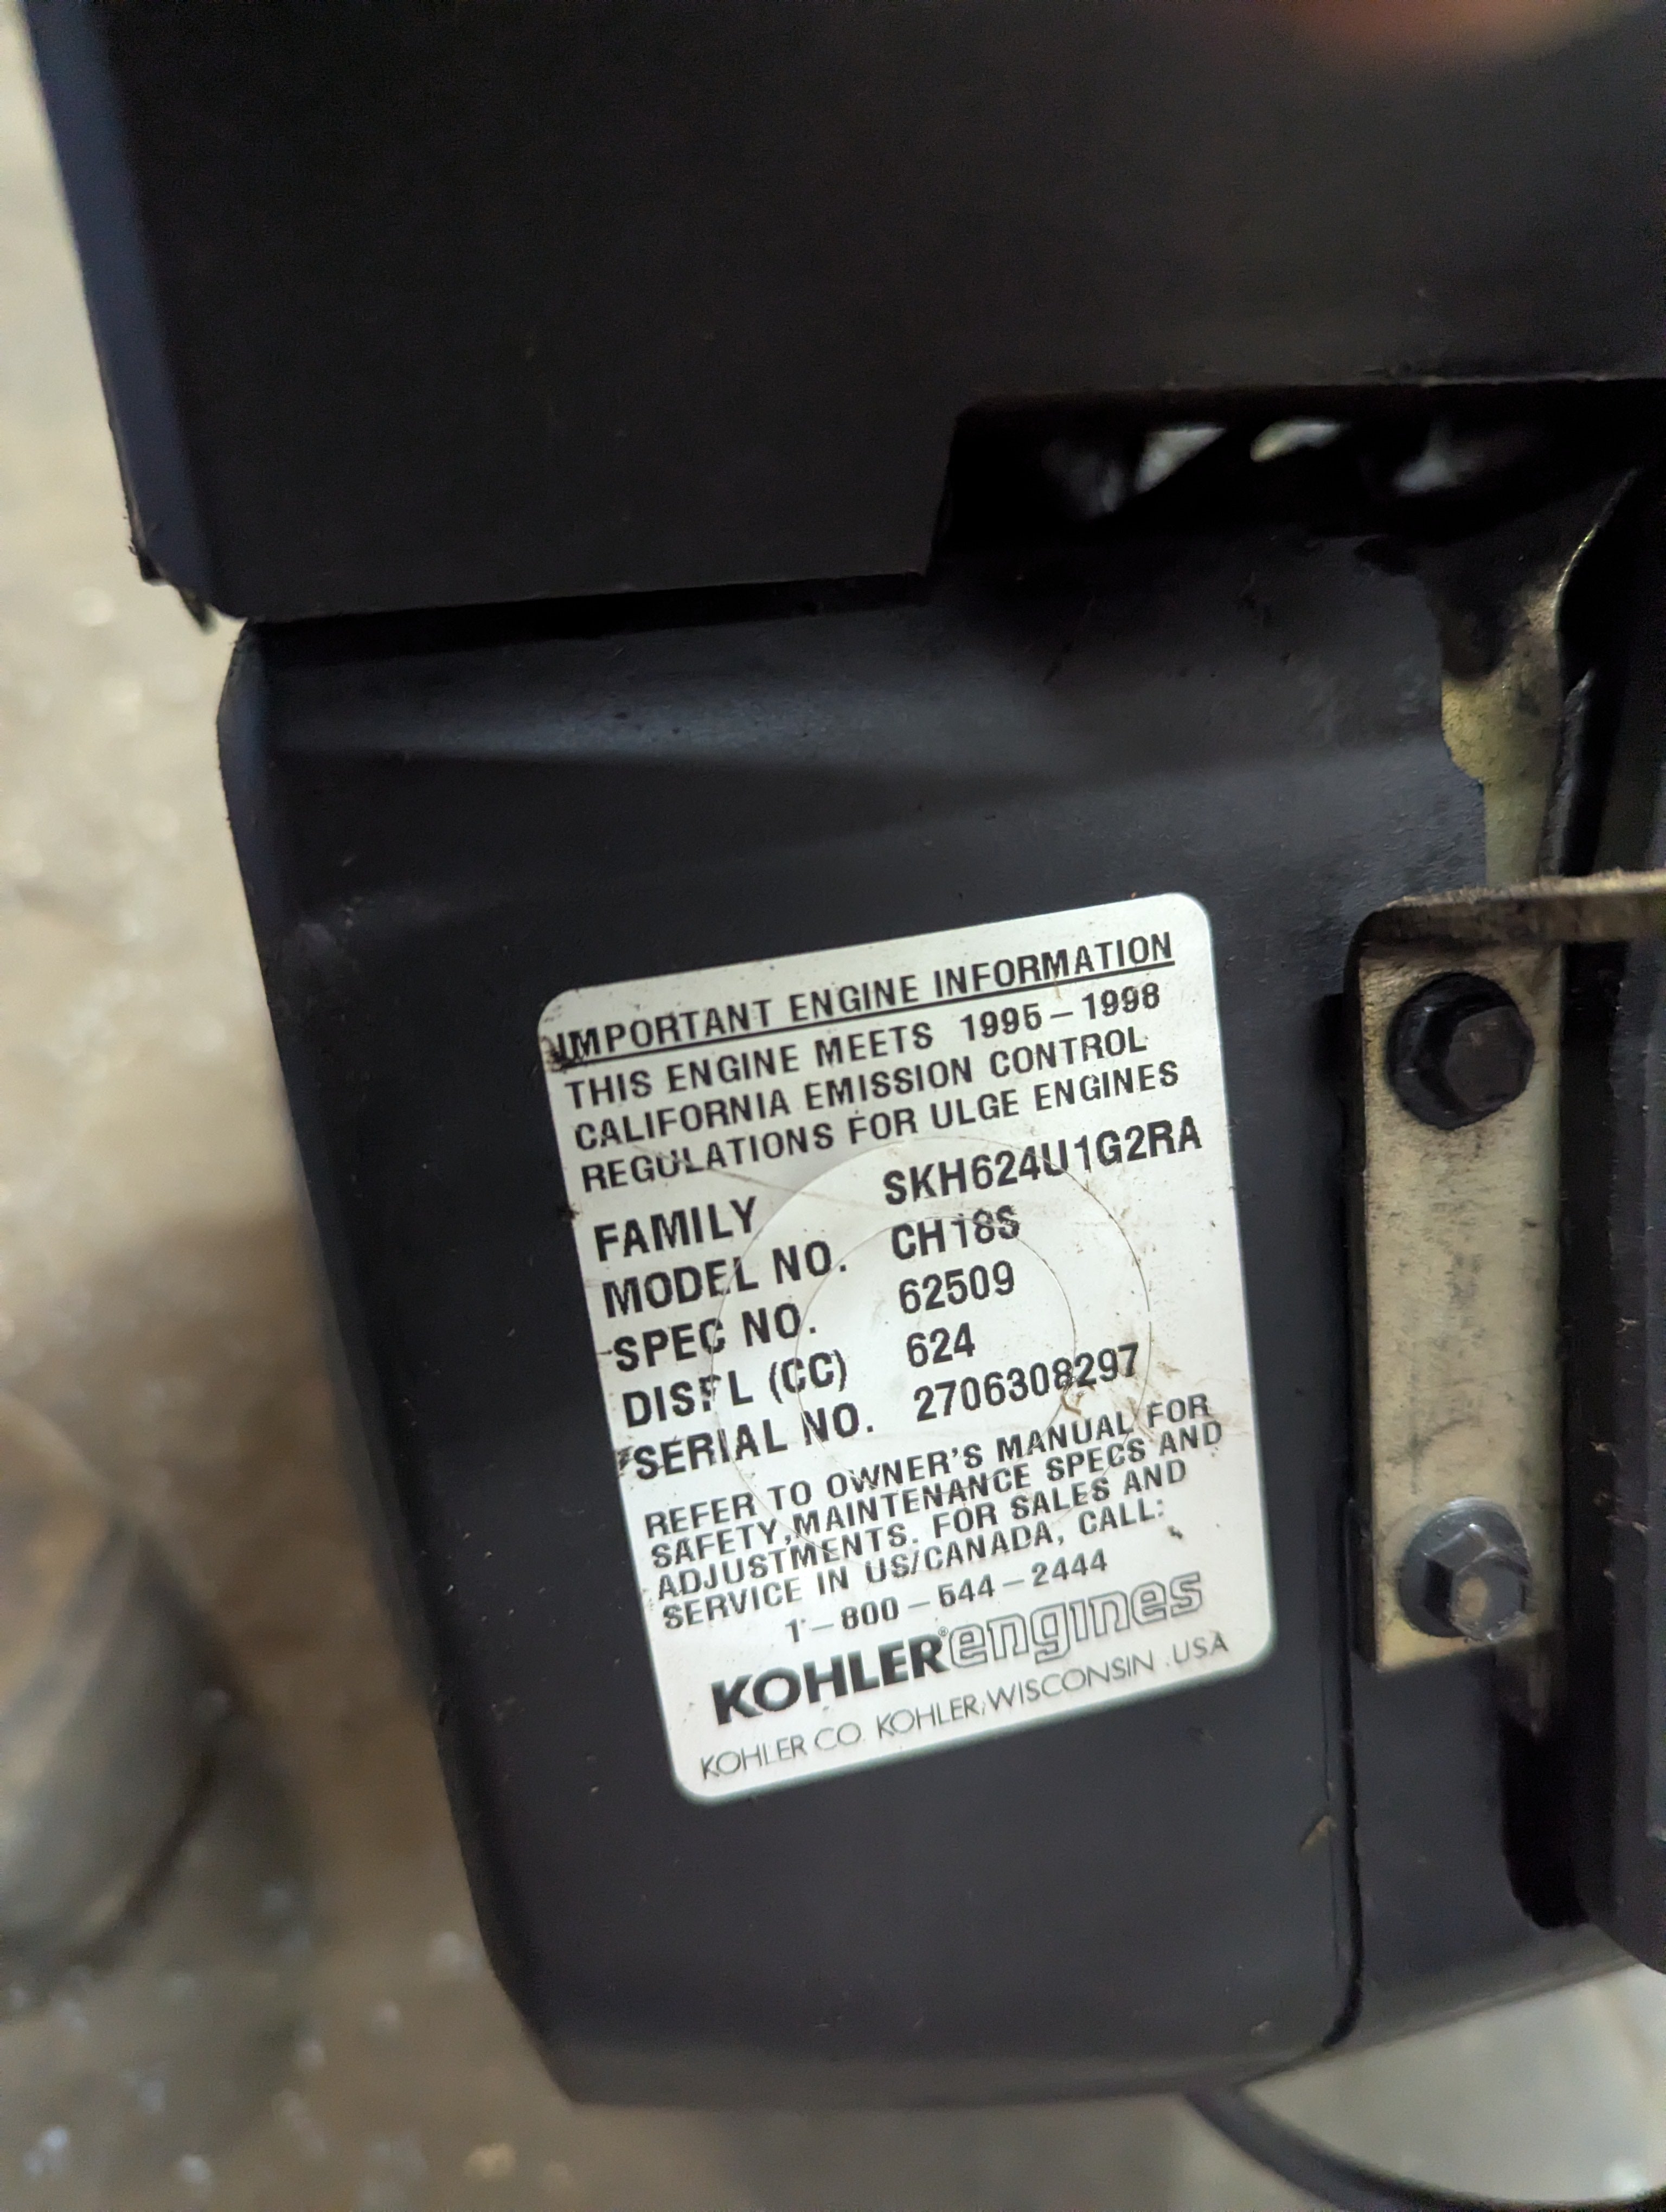 IMPORTANT ENGINE INFORMATION
THIS ENGINE MEETS 1995-1998
CALIFORNIA EMISSION CONTROL
REGULATIONS FOR ULGE ENGINES
FAMILY SKH624U1G2RA
MODEL NO. CH18S
SPEC NO. 62509
DISPL (CC) 624
SERIAL NO. 2706308297
REFER TO OWNER'S MANUAL FOR
SAFETY, MAINTENANCE SPECS AND
ADJUSTMENTS. FOR SALES AND
SERVICE IN US/CANADA, CALL:
1-800-544-2444
KOHLER® engines
KOHLER CO. KOHLER, WISCONSIN USA